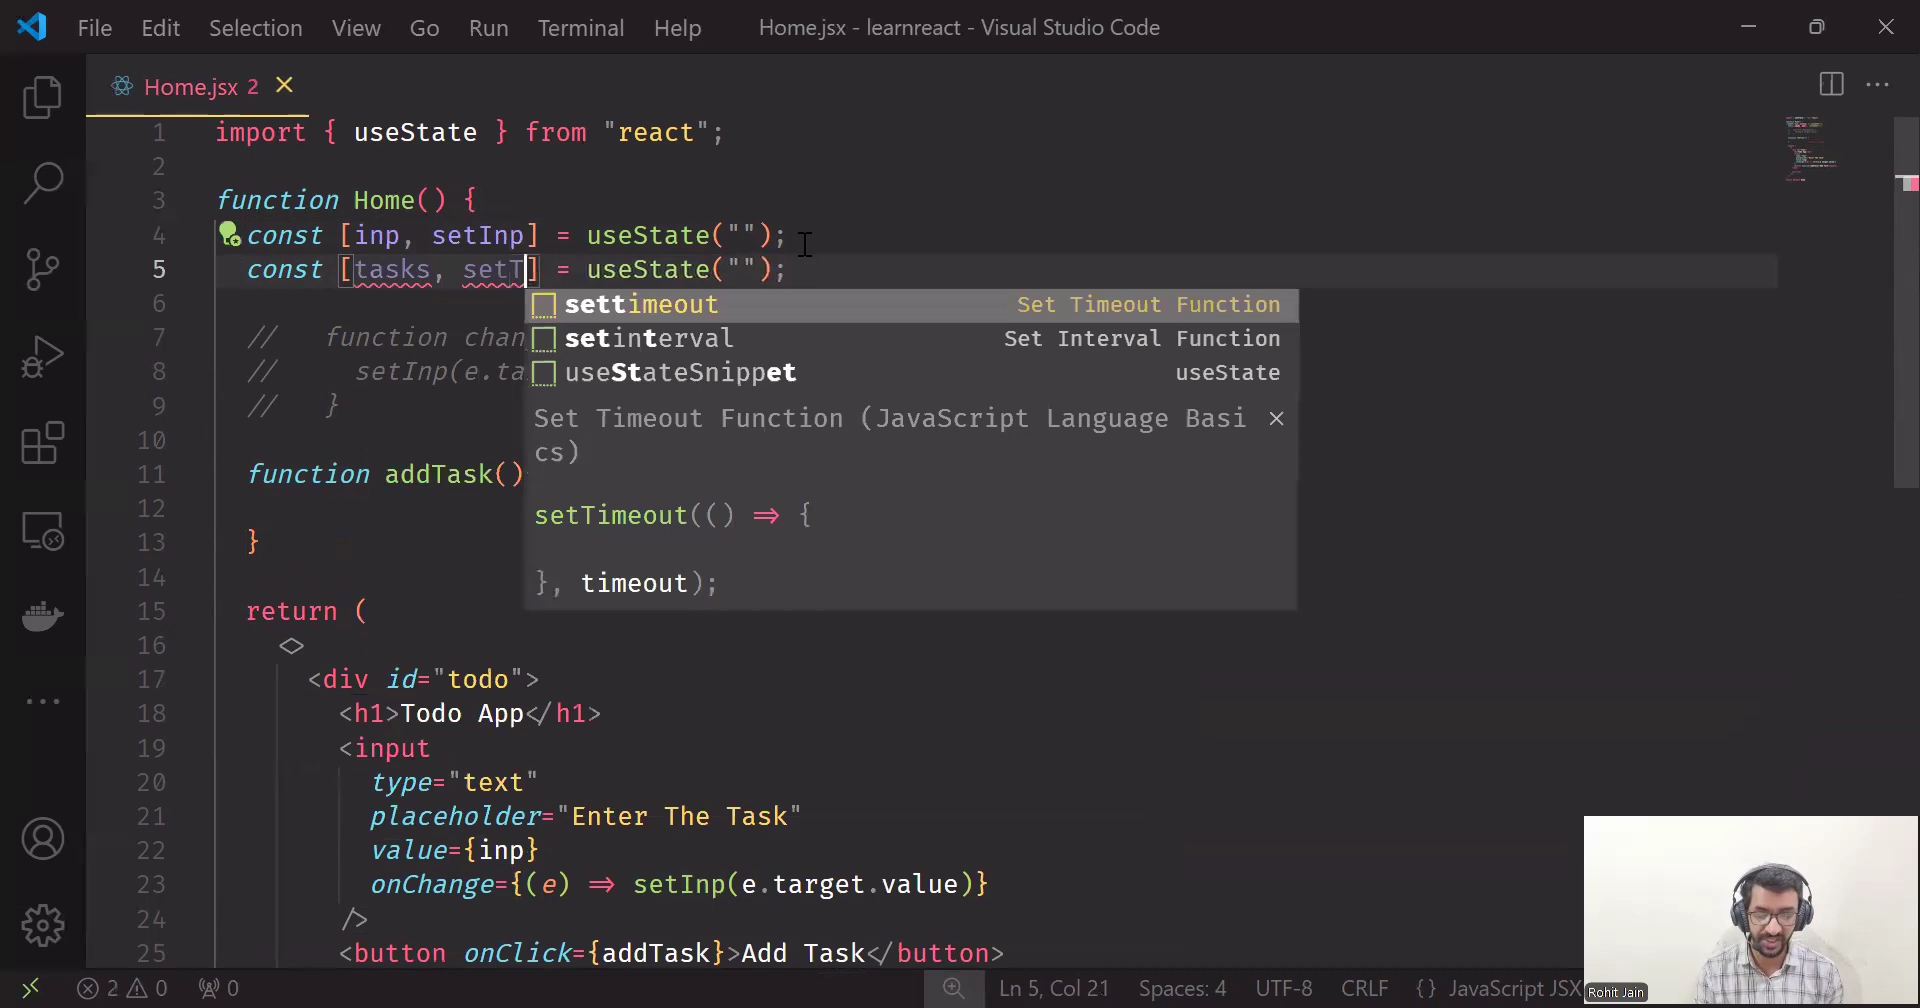 File Edit Selection View Go Run Terminal Help Home.jsx - learnreact - Visual Studio Code
Home.jsx 2
1 import { useState } from "react";
2
3 function Home() {
4 const [inp, setInp] = useState("");
5 const [tasks, setT] = useState("");
6
settimeout Set Timeout Function
7 // function chan
setinterval Set Interval Function
8 // setInp(e.ta
useStateSnippet useState
9 // }
Set Timeout Function (JavaScript Language Basi
cs)
10
11 function addTask()
12
setTimeout(() => {
13 }
14
}, timeout);
15 return (
16 <>
17 <div id="todo">
18 <h1>Todo App</h1>
19 <input
20 type="text"
21 placeholder="Enter The Task"
22 value={inp}
23 onChange={(e) => setInp(e.target.value)}
24 />
25 <button onClick={addTask}>Add Task</button>
2 0 0 Ln 5, Col 21 Spaces: 4 UTF-8 CRLF {} JavaScript JSX
Rohit Jain